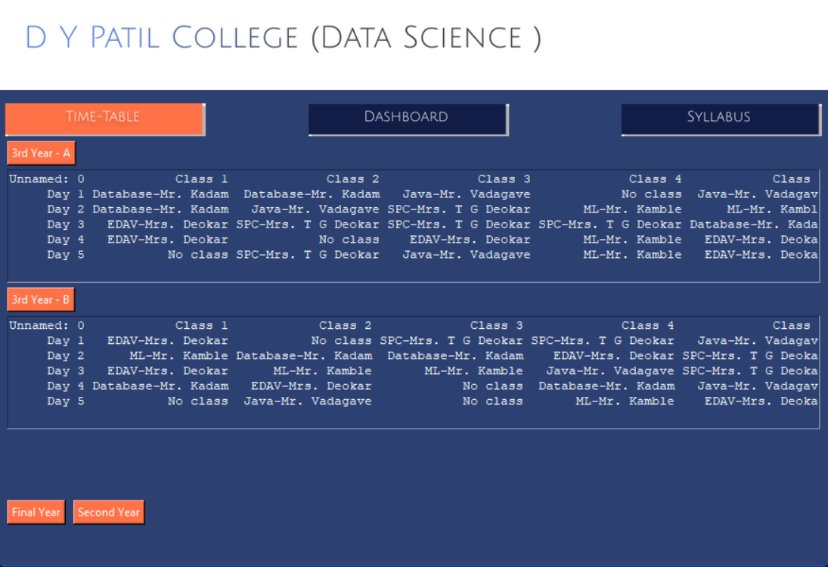 D Y Patil College (Data Science )
Time-Table Dashboard Syllabus
3rd Year - A
Unnamed: 0 Class 1 Class 2 Class 3 Class 4 Class
Day 1 Database-Mr. Kadam Database-Mr. Kadam Java-Mr. Vadagave No class Java-Mr. Vadagav
Day 2 Database-Mr. Kadam Java-Mr. Vadagave SPC-Mrs. T G Deokar ML-Mr. Kamble ML-Mr. Kambl
Day 3 EDAV-Mrs. Deokar SPC-Mrs. T G Deokar SPC-Mrs. T G Deokar SPC-Mrs. T G Deokar Database-Mr. Kada
Day 4 EDAV-Mrs. Deokar No class EDAV-Mrs. Deokar ML-Mr. Kamble EDAV-Mrs. Deoka
Day 5 No class SPC-Mrs. T G Deokar Java-Mr. Vadagave ML-Mr. Kamble EDAV-Mrs. Deoka
3rd Year - B
Unnamed: 0 Class 1 Class 2 Class 3 Class 4 Class
Day 1 EDAV-Mrs. Deokar No class SPC-Mrs. T G Deokar SPC-Mrs. T G Deokar Java-Mr. Vadagav
Day 2 ML-Mr. Kamble Database-Mr. Kadam Database-Mr. Kadam EDAV-Mrs. Deokar SPC-Mrs. T G Deoka
Day 3 EDAV-Mrs. Deokar ML-Mr. Kamble ML-Mr. Kamble Java-Mr. Vadagave SPC-Mrs. T G Deoka
Day 4 Database-Mr. Kadam EDAV-Mrs. Deokar No class Database-Mr. Kadam Java-Mr. Vadagav
Day 5 No class Java-Mr. Vadagave No class ML-Mr. Kamble EDAV-Mrs. Deoka
Final Year Second Year